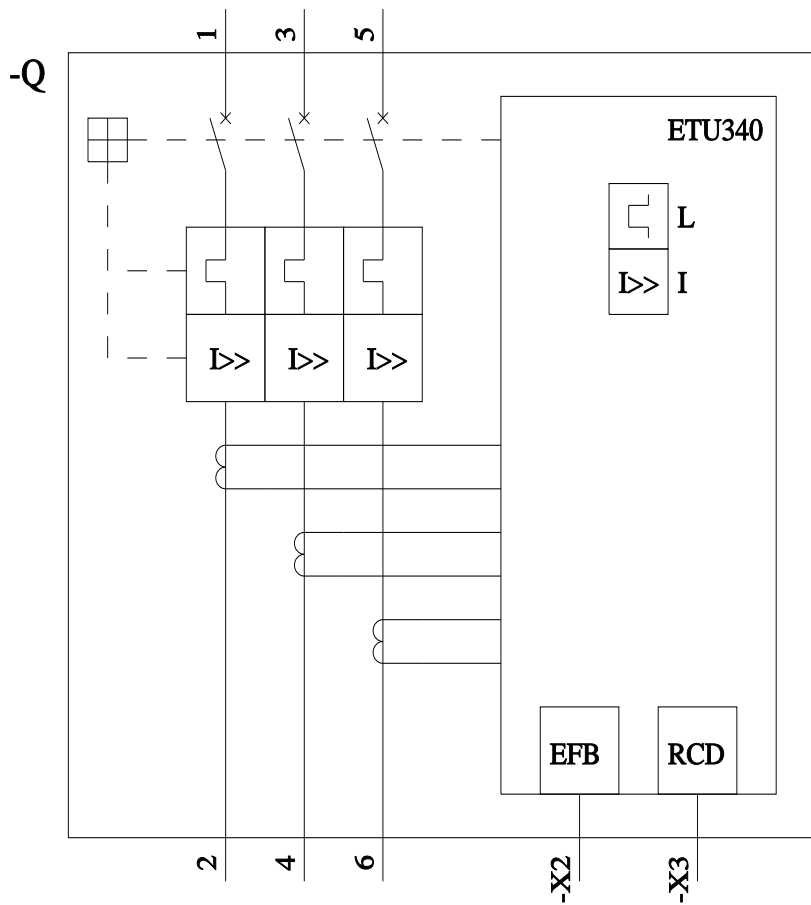 1 3 5
-Q
ETU340
L
I>> I
I>> I>> I>>
EFB RCD
2 4 6 -X2 -X3